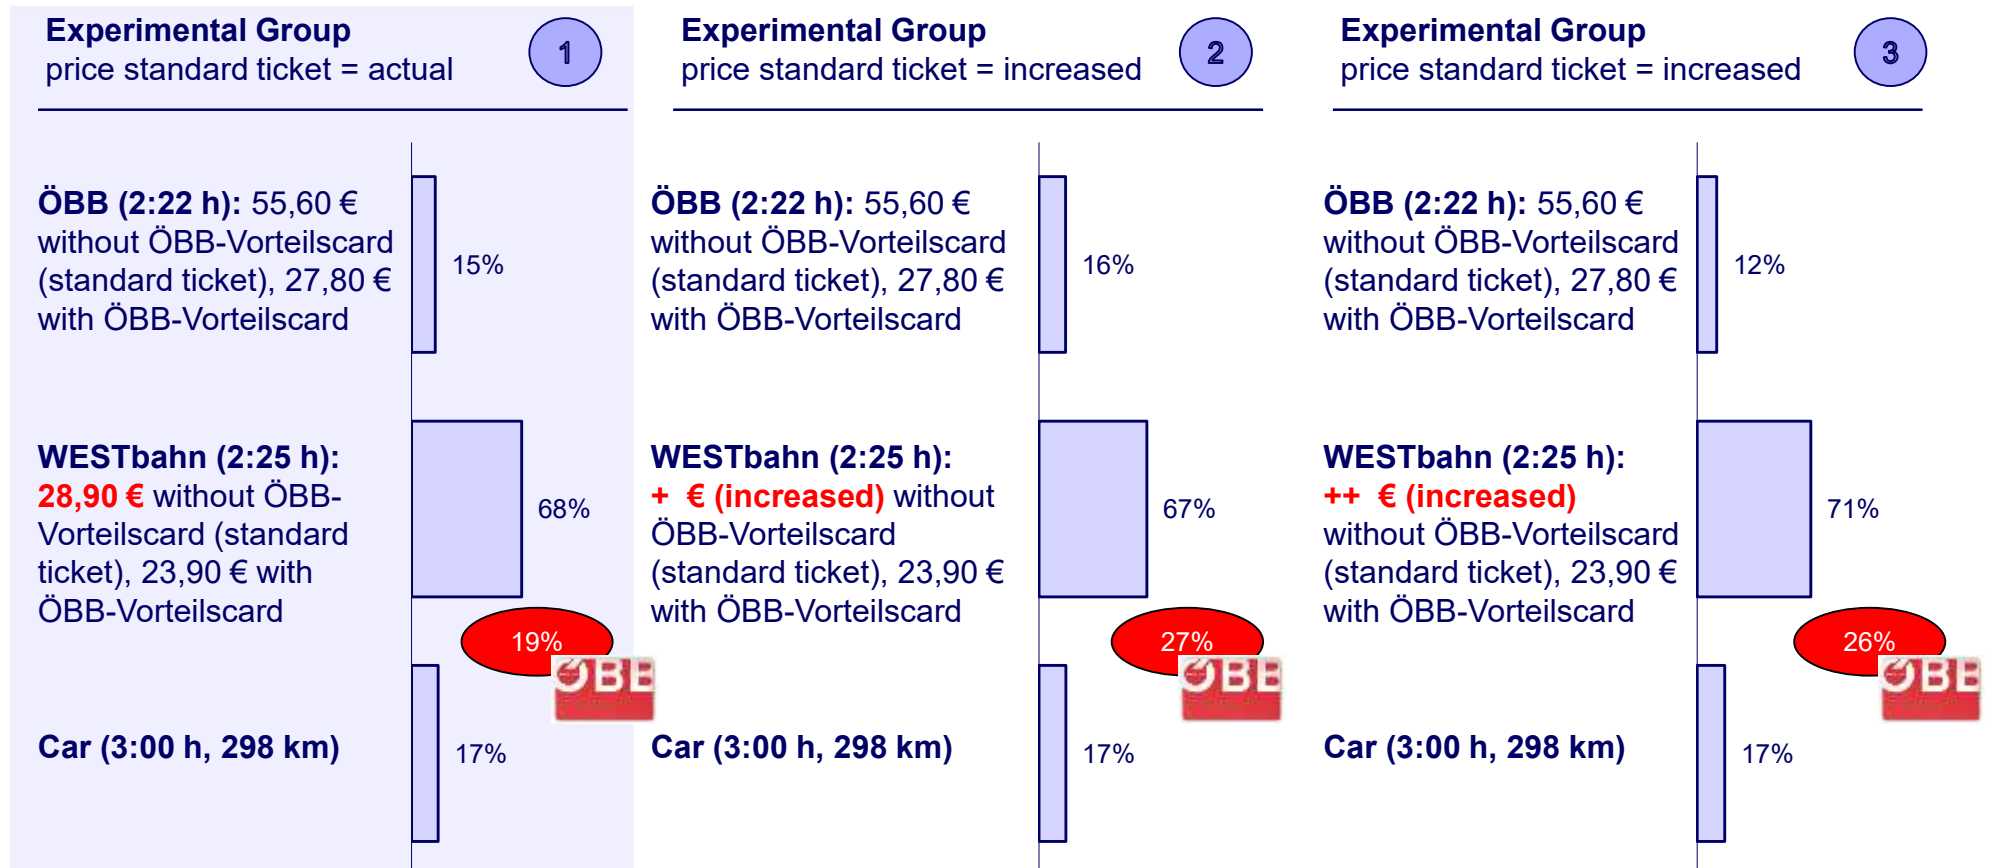 Experimental Group
price standard ticket = actual
1
ÖBB (2:22 h): 55,60 €
without ÖBB-Vorteilscard
(standard ticket), 27,80 €
with ÖBB-Vorteilscard
15%
WESTbahn (2:25 h):
28,90 € without ÖBB-
Vorteilscard (standard
ticket), 23,90 € with
ÖBB-Vorteilscard
68%
19%
ÖBB
Car (3:00 h, 298 km)
17%
Experimental Group
price standard ticket = increased
2
ÖBB (2:22 h): 55,60 €
without ÖBB-Vorteilscard
(standard ticket), 27,80 €
with ÖBB-Vorteilscard
16%
WESTbahn (2:25 h):
+ € (increased) without
ÖBB-Vorteilscard
(standard ticket), 23,90 €
with ÖBB-Vorteilscard
67%
27%
ÖBB
Car (3:00 h, 298 km)
17%
Experimental Group
price standard ticket = increased
3
ÖBB (2:22 h): 55,60 €
without ÖBB-Vorteilscard
(standard ticket), 27,80 €
with ÖBB-Vorteilscard
12%
WESTbahn (2:25 h):
++ € (increased)
without ÖBB-Vorteilscard
(standard ticket), 23,90 €
with ÖBB-Vorteilscard
71%
26%
ÖBB
Car (3:00 h, 298 km)
17%